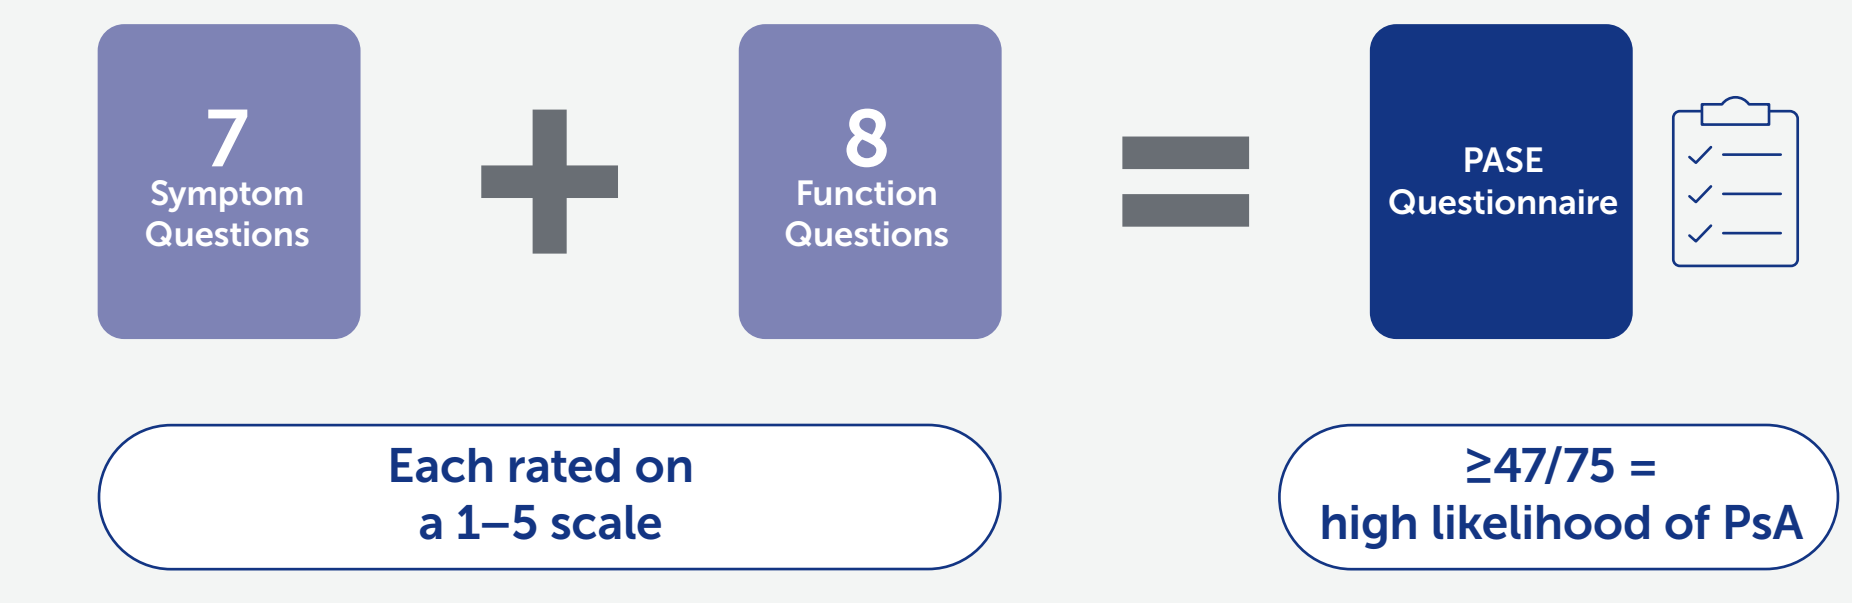 7
Symptom
Questions
8
Function
Questions
PASE
Questionnaire
Each rated on
a 1–5 scale
≥47/75 =
high likelihood of PsA